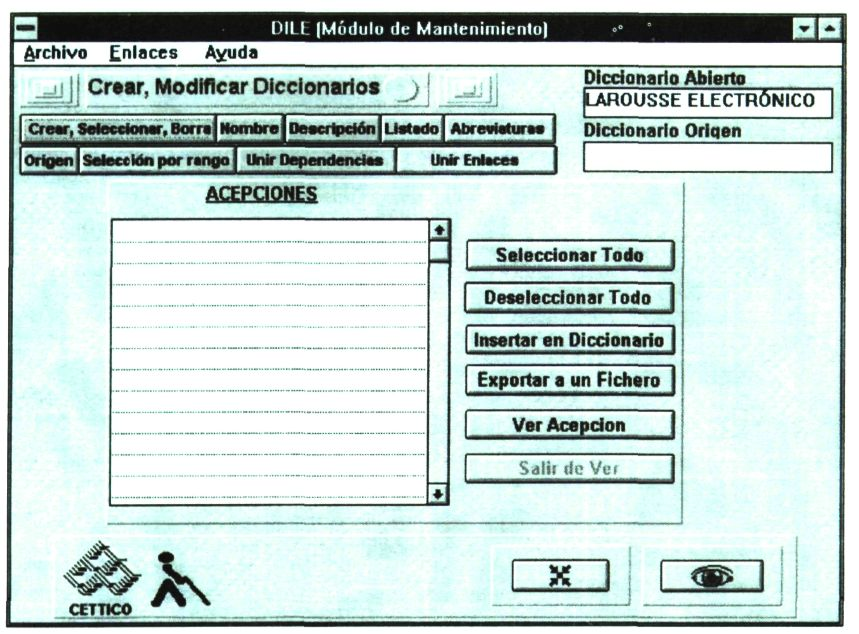 DILE (Módulo de Mantenimiento)
Archivo Enlaces Ayuda
Crear, Modificar Diccionarios
Diccionario Abierto
LAROUSSE ELECTRÓNICO
Crear, Seleccionar, Borra Nombre Descripción Listado Abreviaturas
Diccionario Origen
Origen Selección por rango Unir Dependencias Unir Enlaces
ACEPCIONES
Seleccionar Todo
Deseleccionar Todo
Insertar en Diccionario
Exportar a un Fichero
Ver Acepcion
Salir de Ver
CETTICO